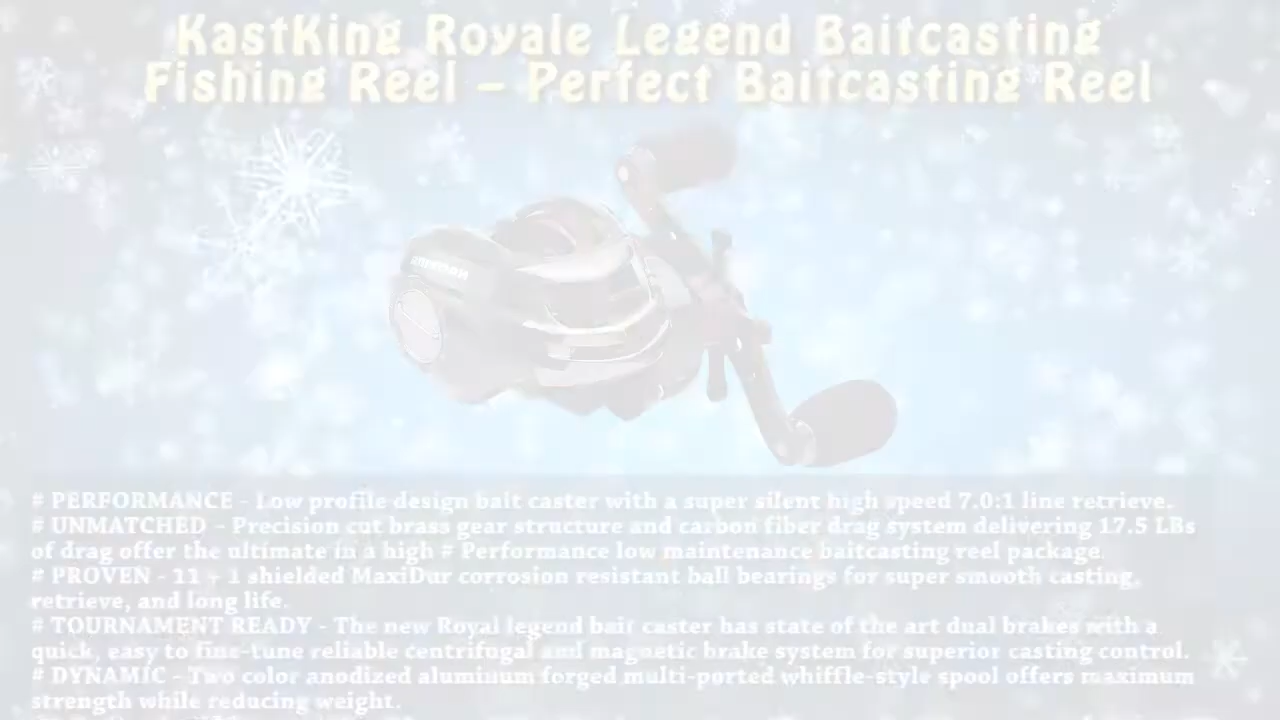 KastKing Royale Legend Baitcasting
Fishing Reel – Perfect Baitcasting Reel
# PERFORMANCE - Low profile design bait caster with a super silent high speed 7.0:1 line retrieve.
# UNMATCHED - Precision cut brass gear structure and carbon fiber drag system delivering 17.5 LBs
of drag offer the ultimate in a high # Performance low maintenance baitcasting reel package.
# PROVEN - 11 + 1 shielded MaxiDur corrosion resistant ball bearings for super smooth casting,
retrieve, and long life.
# TOURNAMENT READY - The new Royal legend bair caster has state of the art dual brakes with a
quick, easy to fine-tune reliable centrifugal and magnetic brake system for superior casting control.
# DYNAMIC - Two color anodized aluminum forged multi-ported whiffle-style spool offers maximum
strength while reducing weight.